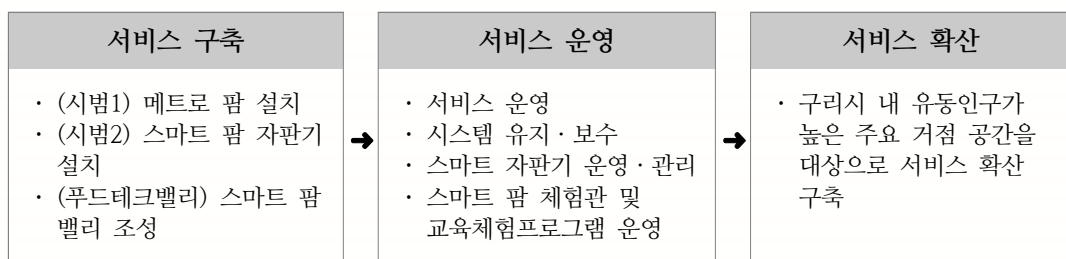 서비스 구축
· (시범1) 메트로 팜 설치
· (시범2) 스마트 팜 자판기
설치
· (푸드테크밸리) 스마트 팜
밸리 조성
➜
서비스 운영
· 서비스 운영
· 시스템 유지·보수
· 스마트 자판기 운영·관리
· 스마트 팜 체험관 및
교육체험프로그램 운영
➜
서비스 확산
· 구리시 내 유동인구가
높은 주요 거점 공간을
대상으로 서비스 확산
구축